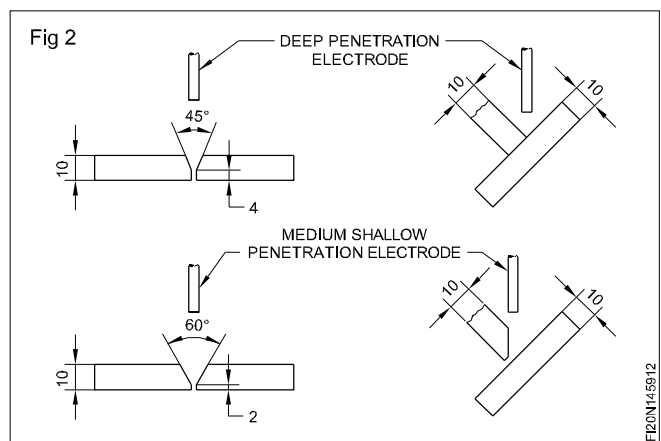 Fig 2
DEEP PENETRATION
ELECTRODE
45°
10
4
10
10
MEDIUM SHALLOW
PENETRATION ELECTRODE
60°
10
2
10
10
FI20N145912